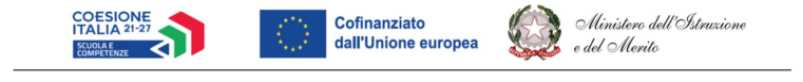 COESIONE
ITALIA 21-27
SCUOLA E
COMPETENZE
Cofinanziato
dall'Unione europea
Ministero dell'Istruzione
e del Merito